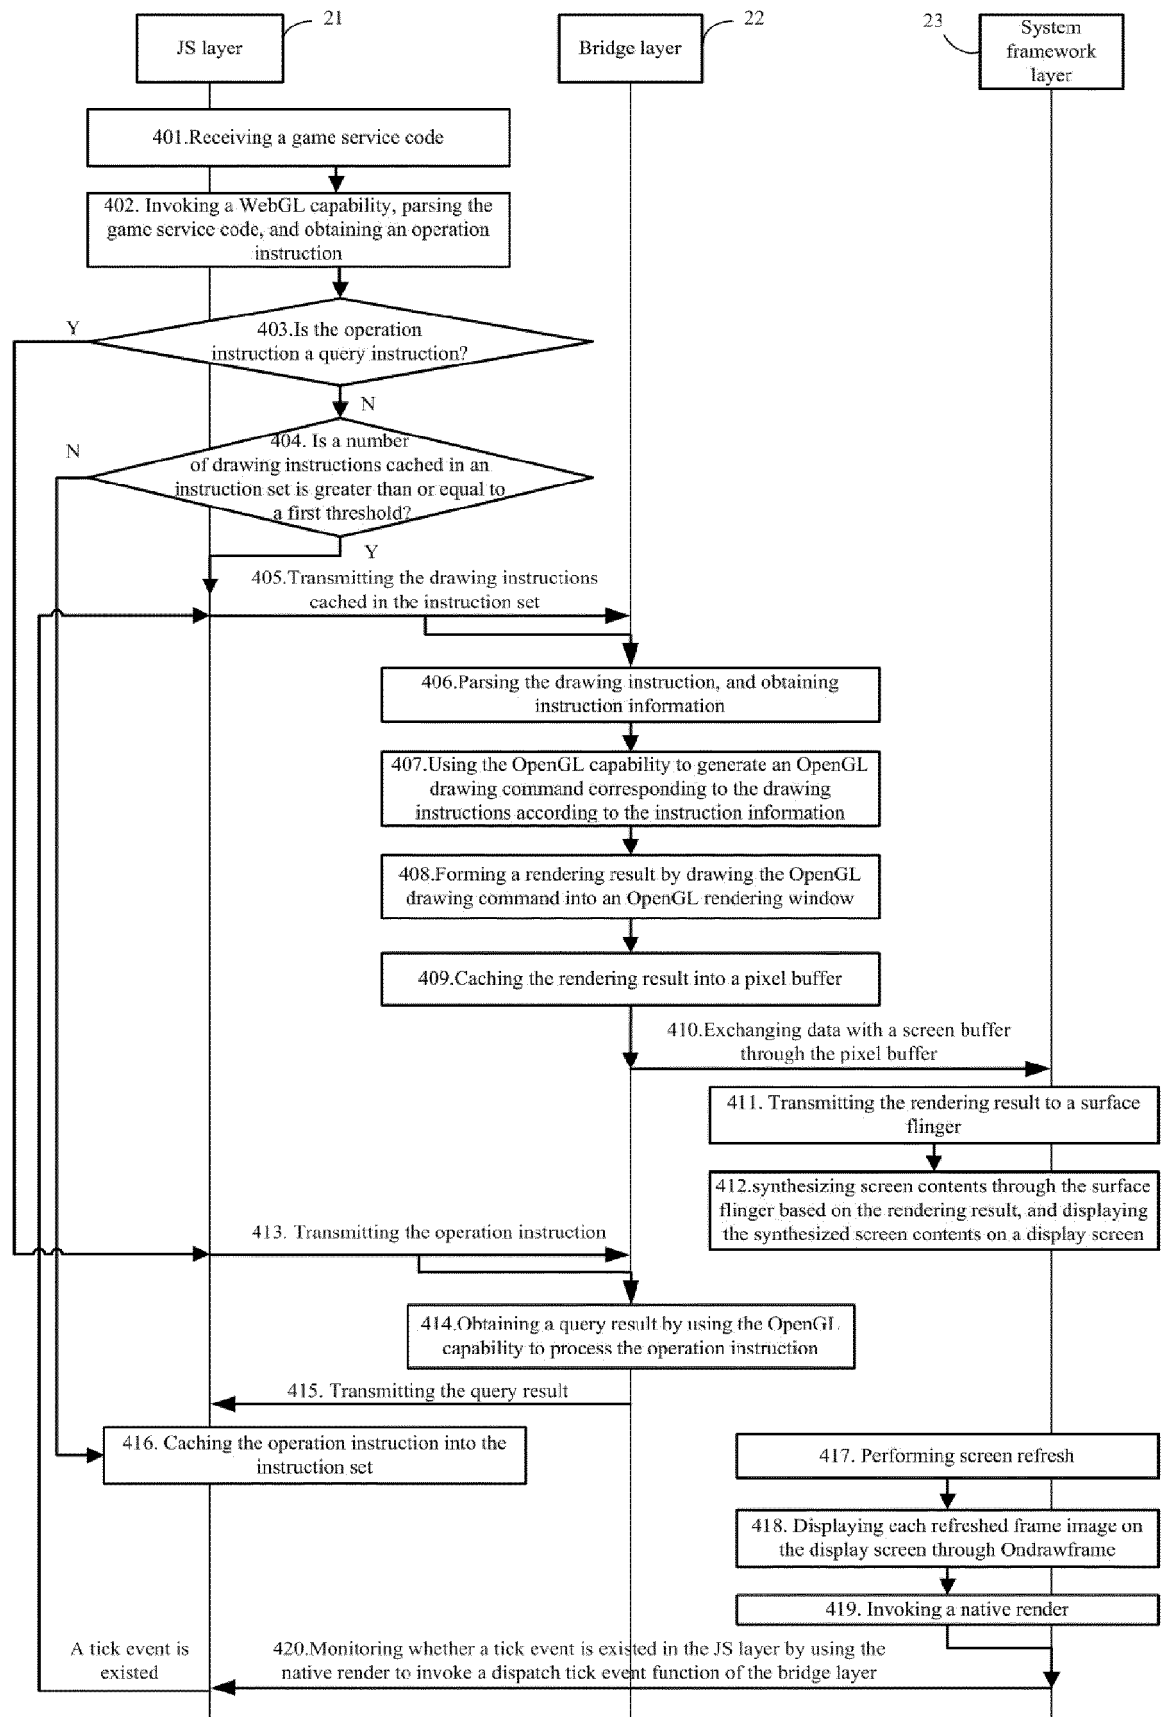 21
22
23
JS layer
Bridge layer
System
framework
layer
401.Receiving a game service code
402. Invoking a WebGL capability, parsing the
game service code, and obtaining an operation
instruction
Y
403.Is the operation
instruction a query instruction?
N
N
404. Is a number
of drawing instructions cached in an
instruction set is greater than or equal to
a first threshold?
Y
405.Transmitting the drawing instructions
cached in the instruction set
406.Parsing the drawing instruction, and obtaining
instruction information
407.Using the OpenGL capability to generate an OpenGL
drawing command corresponding to the drawing
instructions according to the instruction information
408.Forming a rendering result by drawing the OpenGL
drawing command into an OpenGL rendering window
409.Caching the rendering result into a pixel buffer
410.Exchanging data with a screen buffer
through the pixel buffer
411. Transmitting the rendering result to a surface
flinger
412.synthesizing screen contents through the surface
flinger based on the rendering result, and displaying
the synthesized screen contents on a display screen
413. Transmitting the operation instruction
414.Obtaining a query result by using the OpenGL
capability to process the operation instruction
415. Transmitting the query result
416. Caching the operation instruction into the
instruction set
417. Performing screen refresh
418. Displaying each refreshed frame image on
the display screen through Ondrawframe
419. Invoking a native render
A tick event is
existed
420.Monitoring whether a tick event is existed in the JS layer by using the
native render to invoke a dispatch tick event function of the bridge layer